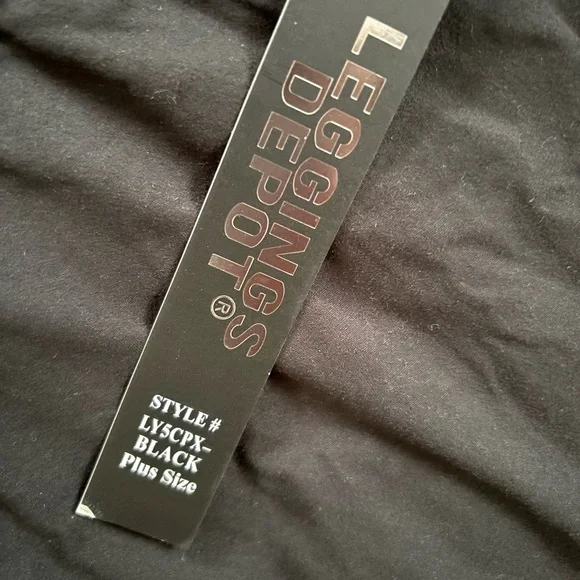 LEGGINGS
DEPOT®
STYLE #
LY5CPX-
BLACK
Plus Size